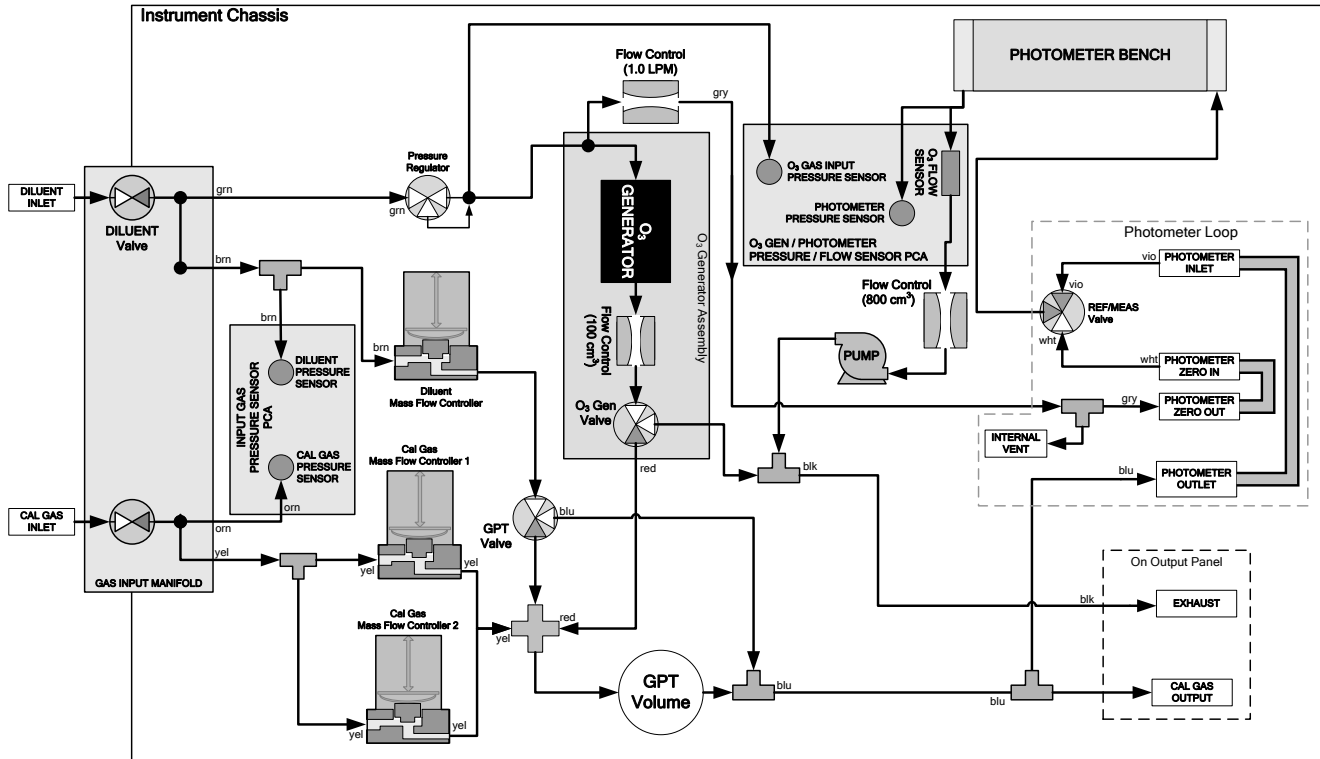 Instrument Chassis
Flow Control
(1.0 LPM)
gry
PHOTOMETER BENCH
Pressure
Regulator
grn
grn
DILUENT
INLET
DILUENT
Valve
O₃
GENERATOR
O₃ Generator Assembly
O₃ GAS INPUT
PRESSURE SENSOR
O₃ FLOW
SENSOR
PHOTOMETER
PRESSURE SENSOR
O₃ GEN / PHOTOMETER
PRESSURE / FLOW SENSOR PCA
Photometer Loop
vio
PHOTOMETER
INLET
vio
REF/MEAS
Valve
wht
wht
PHOTOMETER
ZERO IN
gry
PHOTOMETER
ZERO OUT
INTERNAL
VENT
blu
PHOTOMETER
OUTLET
brn
brn
brn
DILUENT
PRESSURE
SENSOR
INPUT GAS
PRESSURE SENSOR
PCA
CAL GAS
PRESSURE
SENSOR
Diluent
Mass Flow Controller
Flow Control
(100 cm³)
Flow Control
(800 cm³)
PUMP
O₃ Gen
Valve
red
blk
Cal Gas
Mass Flow Controller 1
CAL GAS
INLET
orn
orn
yel
yel
yel
GAS INPUT MANIFOLD
GPT
Valve
blu
Cal Gas
Mass Flow Controller 2
yel
yel
yel
red
GPT
Volume
blu
blu
On Output Panel
blk
EXHAUST
CAL GAS
OUTPUT